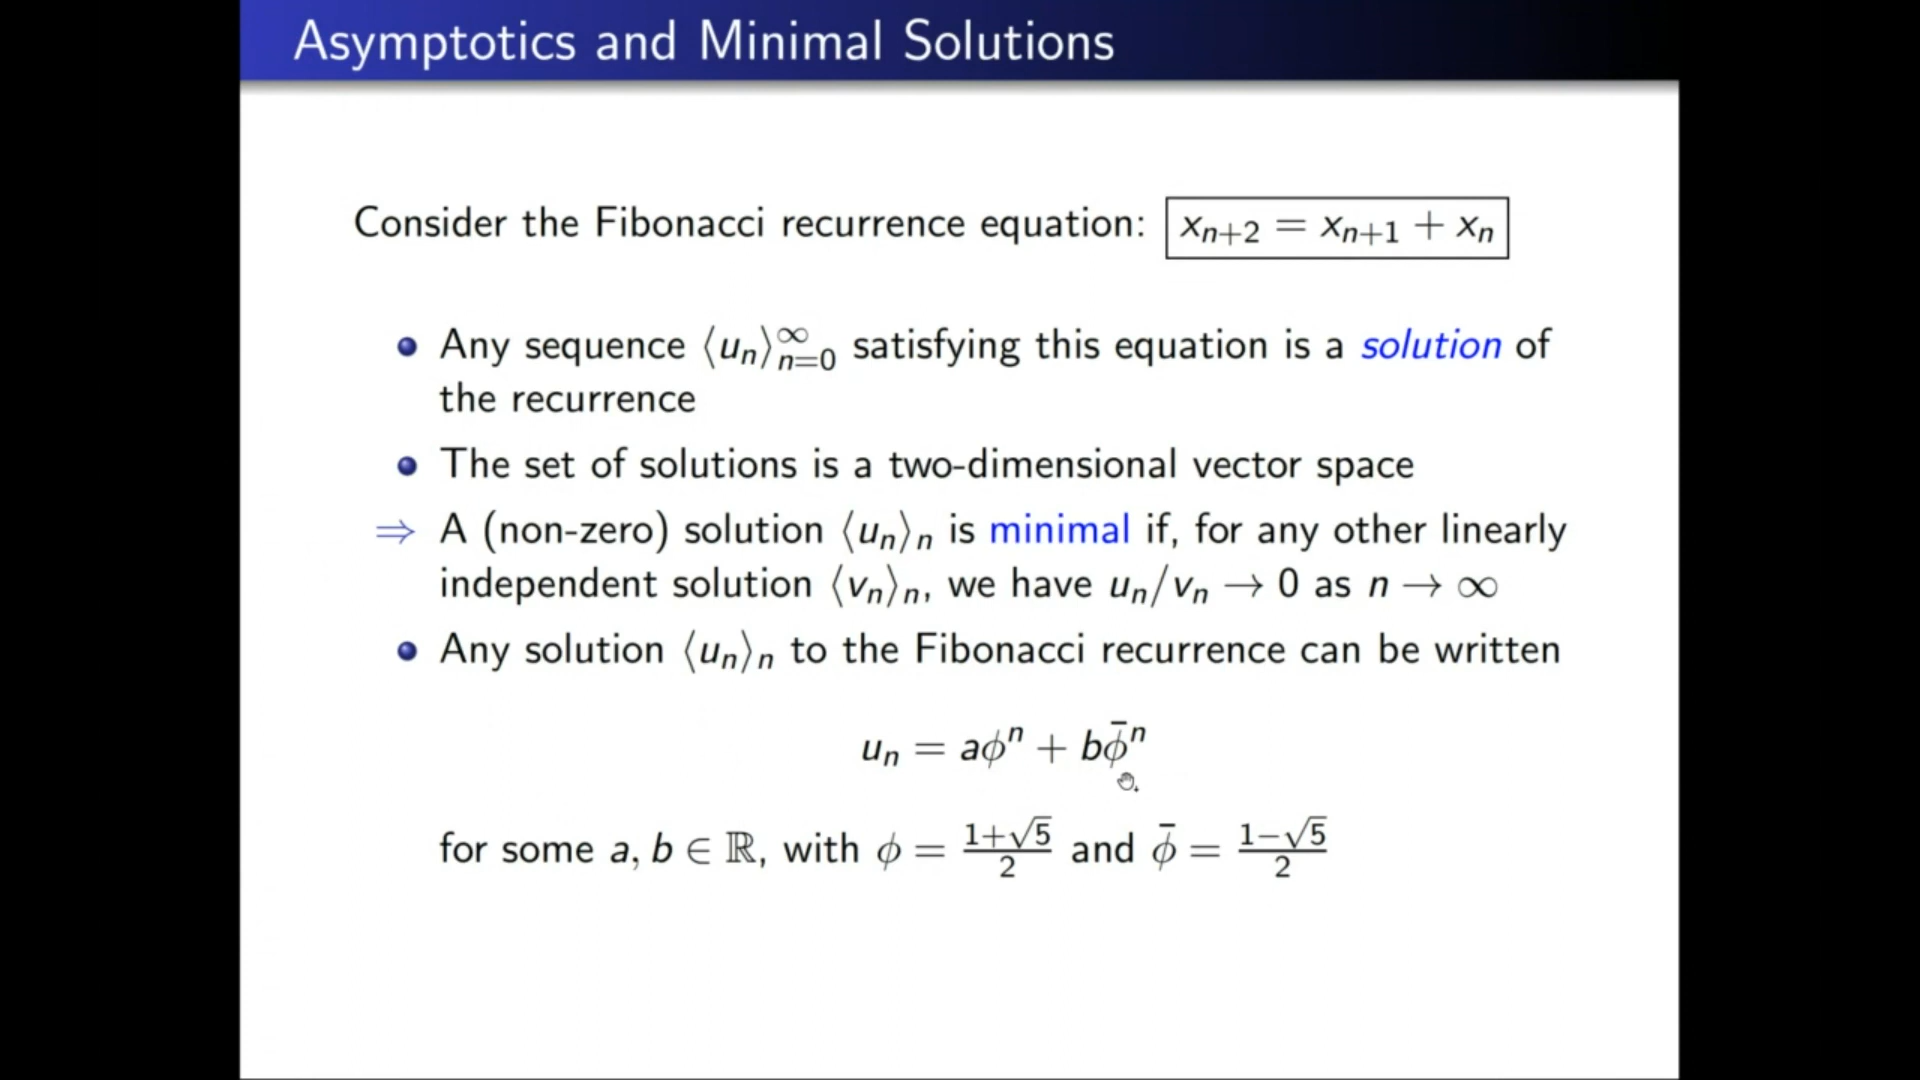 Asymptotics and Minimal Solutions
Consider the Fibonacci recurrence equation: xₙ₊₂ = xₙ₊₁ + xₙ
Any sequence ⟨uₙ⟩∞ₙ₌₀ satisfying this equation is a solution of
the recurrence
The set of solutions is a two-dimensional vector space
⇒ A (non-zero) solution ⟨uₙ⟩ₙ is minimal if, for any other linearly
independent solution ⟨vₙ⟩ₙ, we have uₙ/vₙ → 0 as n → ∞
Any solution ⟨uₙ⟩ₙ to the Fibonacci recurrence can be written
uₙ = aϕⁿ + bϕ̄ⁿ
for some a, b ∈ ℝ, with ϕ = (1+√5)/2 and ϕ̄ = (1−√5)/2